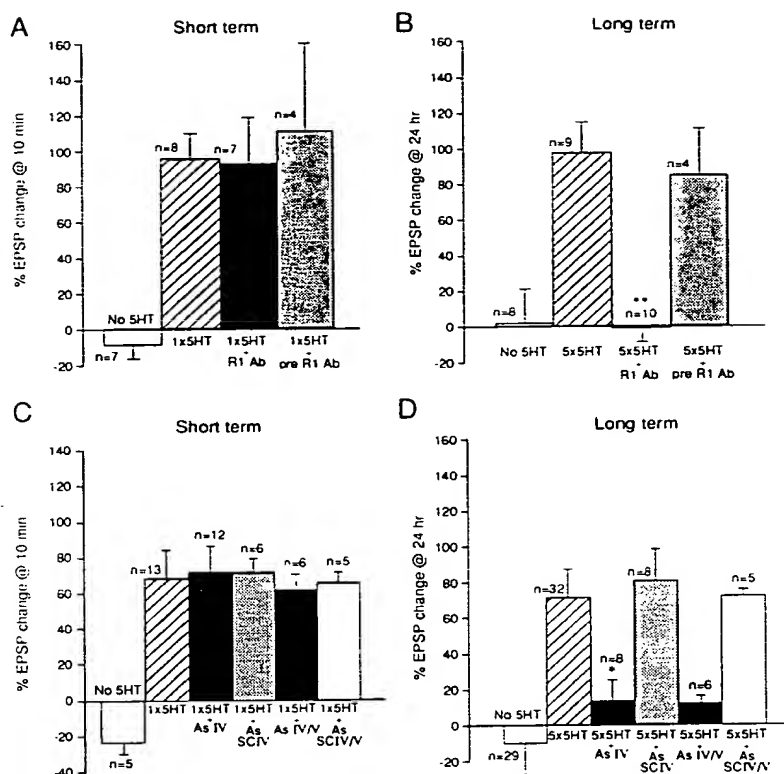 A
Short term
% EPSP change @ 10 min
160
140
120
100
80
60
40
20
0
-20
No 5HT
n=7
n=8
n=7
n=4
1x5HT
1x5HT
+
R1 Ab
1x5HT
+
pre R1 Ab
B
Long term
% EPSP change @ 24 hr
160
140
120
100
80
60
40
20
0
-20
n=8
n=9
**
n=10
n=4
No 5HT
5x5HT
5x5HT
+
R1 Ab
5x5HT
+
pre R1 Ab
C
Short term
% EPSP change @ 10 min
140
120
100
80
60
40
20
0
-20
-40
No 5HT
n=5
n=13
n=12
n=6
n=6
n=5
1x5HT
1x5HT
+
As IV
1x5HT
+
As
SCIV
1x5HT
+
As IV/V
1x5HT
+
As
SCIV/V
D
Long term
% EPSP change @ 24 hr
160
140
120
100
80
60
40
20
0
-20
No 5HT
n=29
n=32
*
n=8
n=8
n=6
n=5
5x5HT
5x5HT
+
As IV
5x5HT
+
As
SCIV
5x5HT
+
As IV/V
5x5HT
+
As
SCIV/V